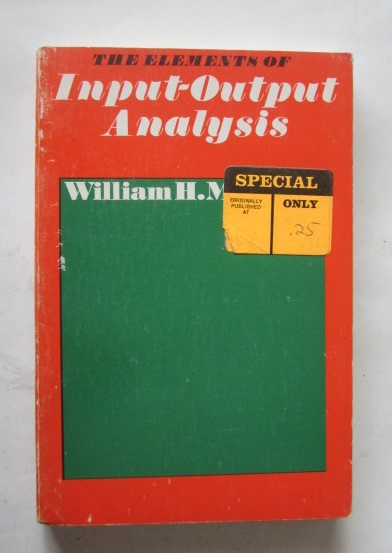 THE ELEMENTS OF
Input-Output
Analysis
William H. M
SPECIAL
ORIGINALLY
PUBLISHED
AT
ONLY
.25